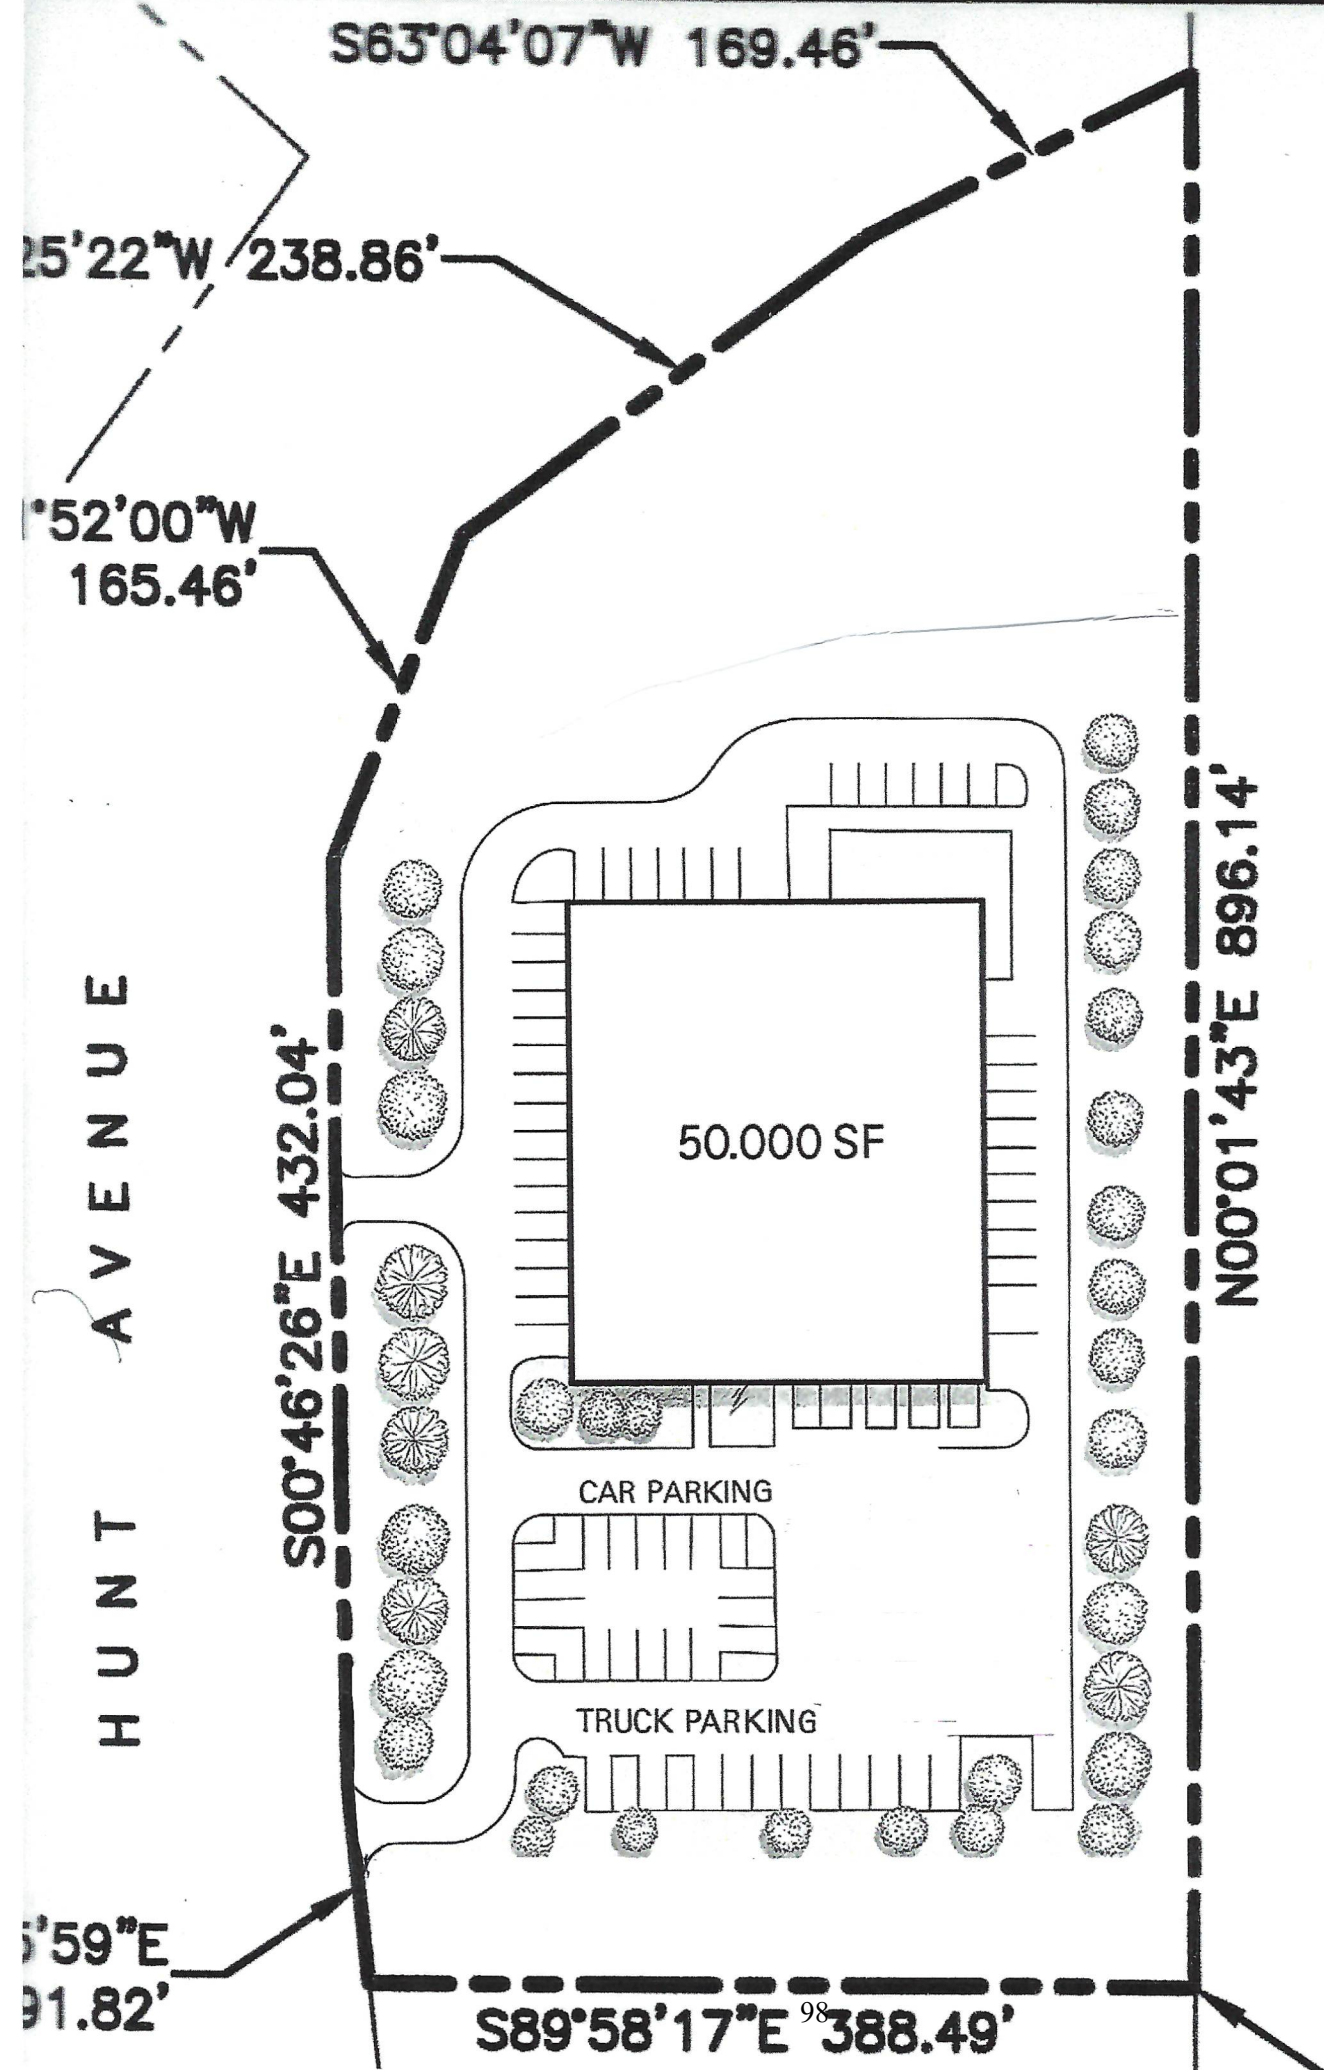 S63°04'07"W 169.46'
25'22"W 238.86'
°52'00"W
165.46'
N00°01'43"E 896.14'
HUNT AVENUE
S00°46'26"E 432.04'
50.000 SF
CAR PARKING
TRUCK PARKING
5'59"E
91.82'
S89°58'17"E 388.49'
98